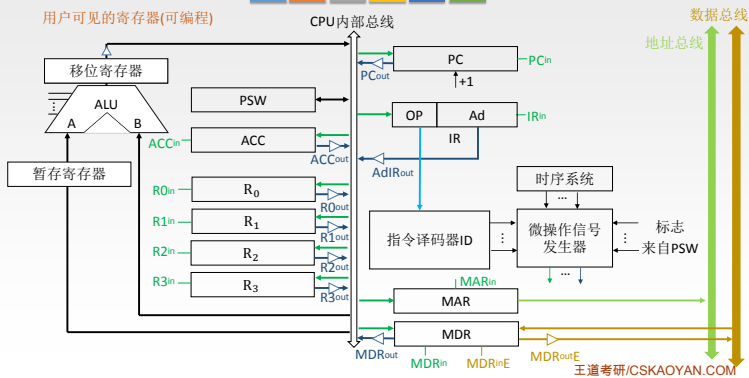 用户可见的寄存器(可编程)
CPU内部总线
数据总线
地址总线
移位寄存器
ALU
A
B
暂存寄存器
PSW
ACCin
ACC
ACCout
R0in
R0
R0out
R1in
R1
R1out
R2in
R2
R2out
R3in
R3
R3out
PC
PCin
PCout
+1
OP
Ad
IRin
IR
AdIRout
时序系统
...
指令译码器ID
...
微操作信号
发生器
...
标志
来自PSW
...
MARin
MAR
MDR
MDRout
MDRin
MDRinE
MDRoutE
王道考研/CSKAOYAN.COM